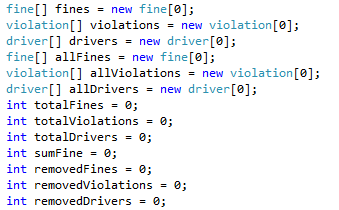 fine[] fines = new fine[0];
violation[] violations = new violation[0];
driver[] drivers = new driver[0];
fine[] allFines = new fine[0];
violation[] allViolations = new violation[0];
driver[] allDrivers = new driver[0];
int totalFines = 0;
int totalViolations = 0;
int totalDrivers = 0;
int sumFine = 0;
int removedFines = 0;
int removedViolations = 0;
int removedDrivers = 0;